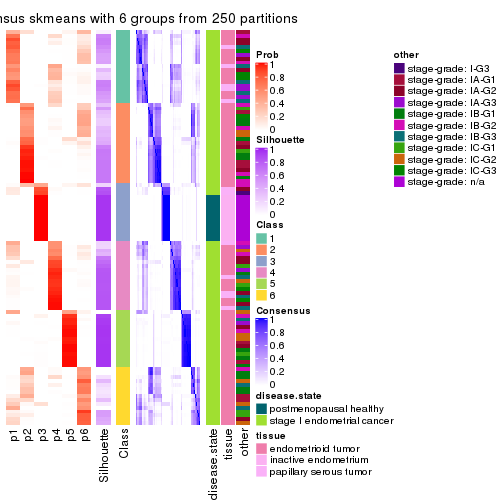 nsus skmeans with 6 groups from 250 partitions
Prob
1
0.8
0.6
0.4
0.2
0
Silhouette
1
0.8
0.6
0.4
0.2
0
Class
1
2
3
4
5
6
Consensus
1
0.8
0.6
0.4
0.2
0
disease.state
postmenopausal healthy
stage I endometrial cancer
tissue
endometrioid tumor
inactive endometrium
papillary serous tumor
other
stage-grade: I-G3
stage-grade: IA-G1
stage-grade: IA-G2
stage-grade: IA-G3
stage-grade: IB-G1
stage-grade: IB-G2
stage-grade: IB-G3
stage-grade: IC-G1
stage-grade: IC-G2
stage-grade: IC-G3
stage-grade: n/a
p1
p2
p3
p4
p5
p6
Silhouette
Class
disease.state
tissue
other